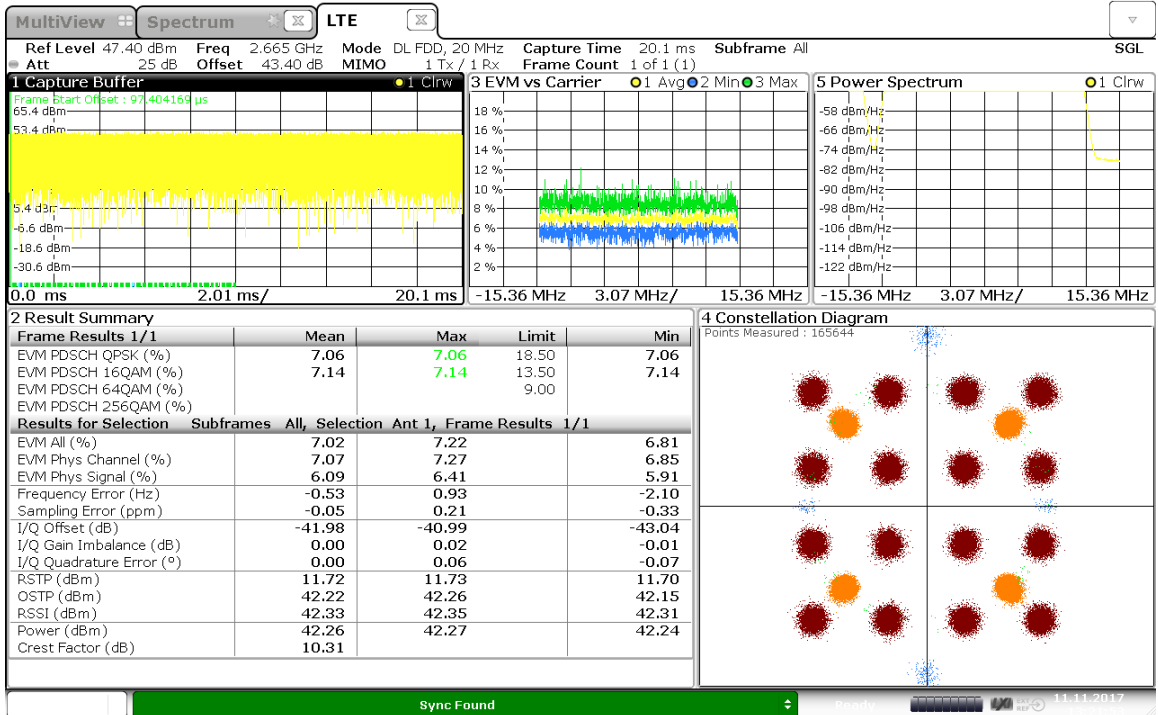 MultiView Spectrum LTE
Ref Level 47.40 dBm Freq 2.665 GHz Mode DL FDD, 20 MHz Capture Time 20.1 ms Subframe All SGL
Att 25 dB Offset 43.40 dB MIMO 1 Tx / 1 Rx Frame Count 1 of 1 (1)
1 Capture Buffer 1 Clrw
Frame Start Offset : 97.404169 µs
65.4 dBm
53.4 dBm
5.4 dBm
-6.6 dBm
-18.6 dBm
-30.6 dBm
0.0 ms 2.01 ms/ 20.1 ms
3 EVM vs Carrier 1 Avg 2 Min 3 Max
18 %
16 %
14 %
12 %
10 %
8 %
6 %
4 %
2 %
-15.36 MHz 3.07 MHz/ 15.36 MHz
5 Power Spectrum 1 Clrw
-58 dBm/Hz
-66 dBm/Hz
-74 dBm/Hz
-82 dBm/Hz
-90 dBm/Hz
-98 dBm/Hz
-106 dBm/Hz
-114 dBm/Hz
-122 dBm/Hz
-15.36 MHz 3.07 MHz/ 15.36 MHz
2 Result Summary
Frame Results 1/1 Mean Max Limit Min
EVM PDSCH QPSK (%) 7.06 7.06 18.50 7.06
EVM PDSCH 16QAM (%) 7.14 7.14 13.50 7.14
EVM PDSCH 64QAM (%) 9.00
EVM PDSCH 256QAM (%)
Results for Selection Subframes All, Selection Ant 1, Frame Results 1/1
EVM All (%) 7.02 7.22 6.81
EVM Phys Channel (%) 7.07 7.27 6.85
EVM Phys Signal (%) 6.09 6.41 5.91
Frequency Error (Hz) -0.53 0.93 -2.10
Sampling Error (ppm) -0.05 0.21 -0.33
I/Q Offset (dB) -41.98 -40.99 -43.04
I/Q Gain Imbalance (dB) 0.00 0.02 -0.01
I/Q Quadrature Error (º) 0.00 0.06 -0.07
RSTP (dBm) 11.72 11.73 11.70
OSTP (dBm) 42.22 42.26 42.15
RSSI (dBm) 42.33 42.35 42.31
Power (dBm) 42.26 42.27 42.24
Crest Factor (dB) 10.31
4 Constellation Diagram
Points Measured : 165644
Sync Found
Ready
LXI EXT REF
11.11.2017